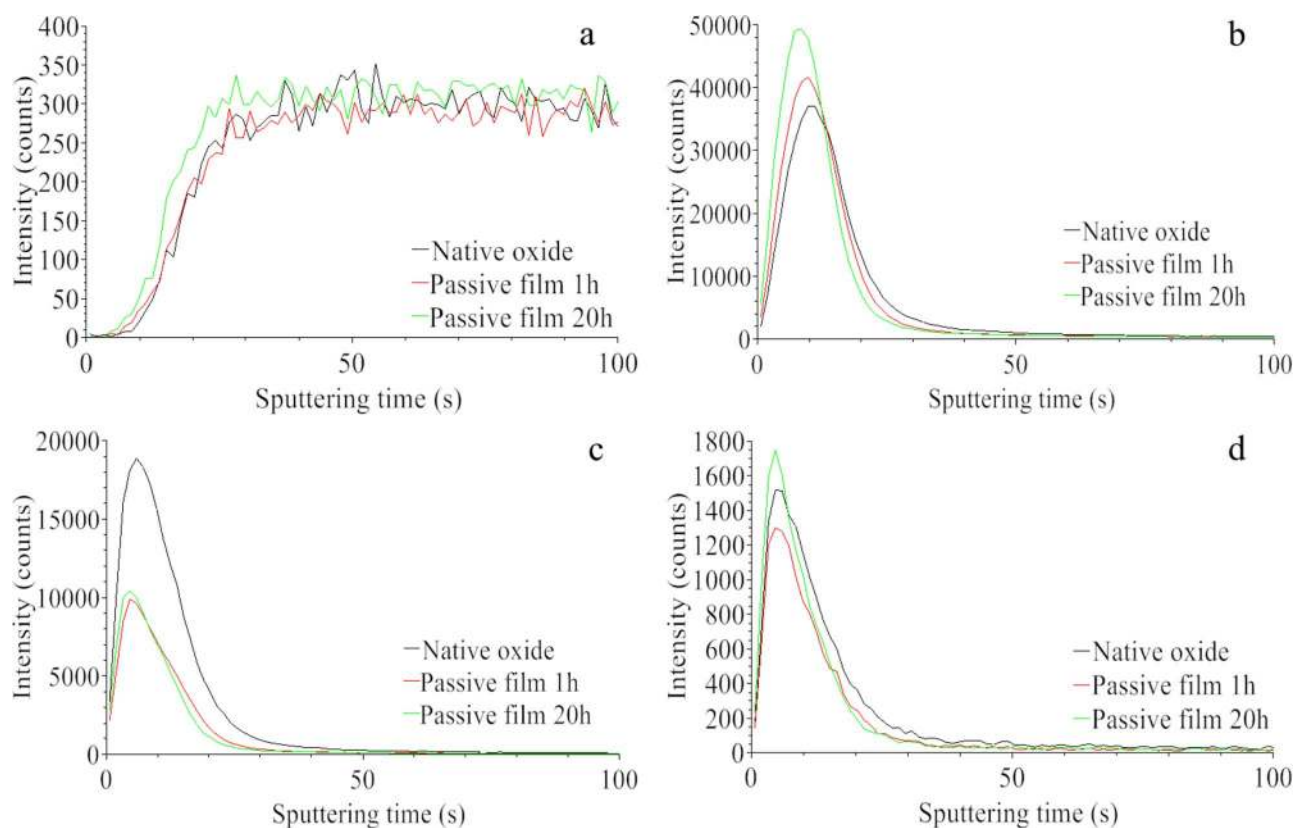 a
Intensity (counts)
400
350
300
250
200
150
100
50
0
0 50 100
Sputtering time (s)
Native oxide
Passive film 1h
Passive film 20h
b
Intensity (counts)
50000
40000
30000
20000
10000
0
0 50 100
Sputtering time (s)
Native oxide
Passive film 1h
Passive film 20h
c
Intensity (counts)
20000
15000
10000
5000
0
0 50 100
Sputtering time (s)
Native oxide
Passive film 1h
Passive film 20h
d
Intensity (counts)
1800
1600
1400
1200
1000
800
600
400
200
0
0 50 100
Sputtering time (s)
Native oxide
Passive film 1h
Passive film 20h